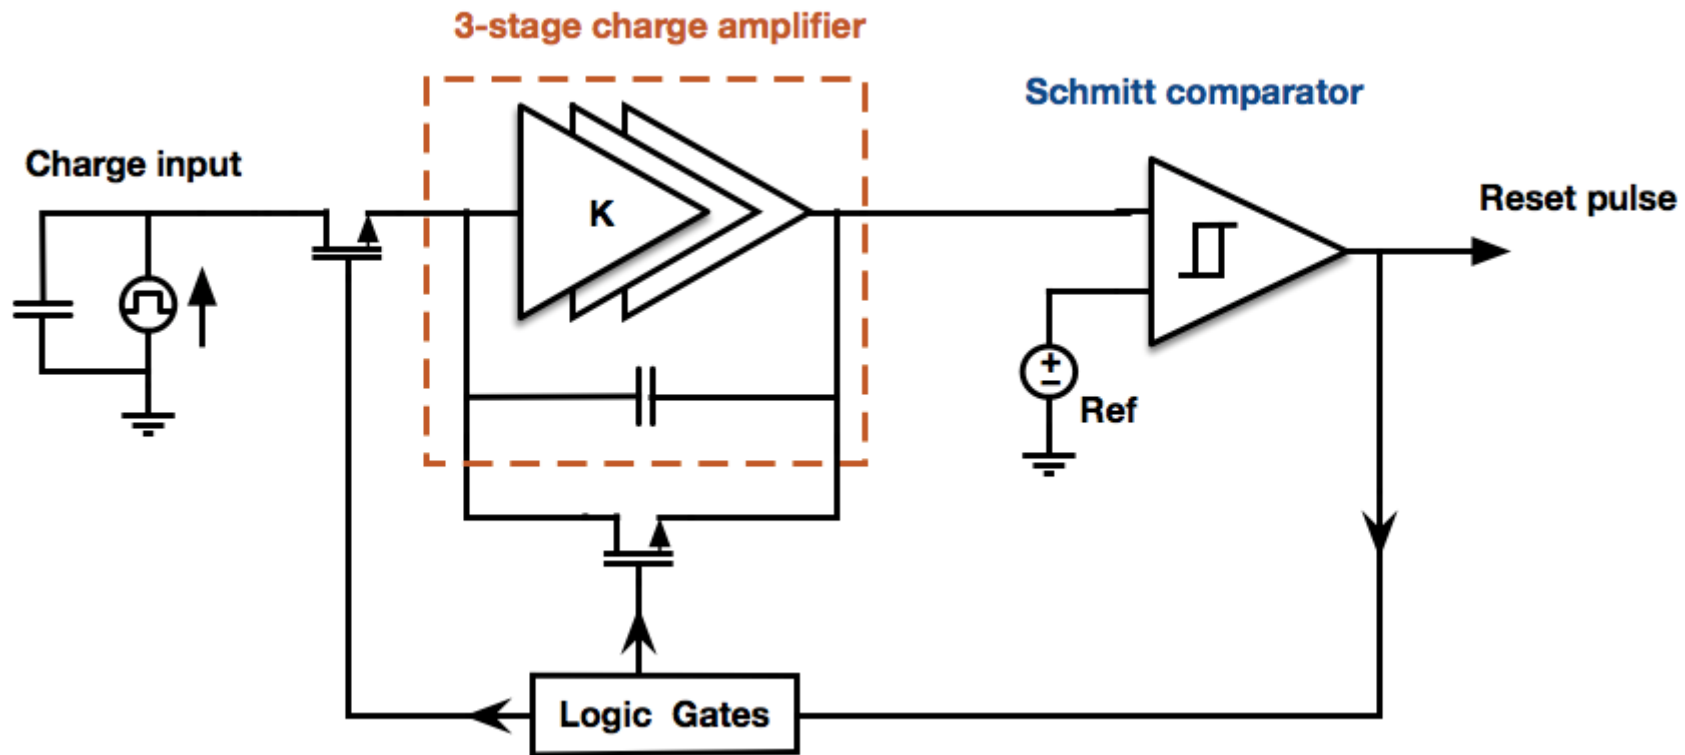 3-stage charge amplifier
Schmitt comparator
Charge input
Reset pulse
K
+
−
Ref
Logic Gates